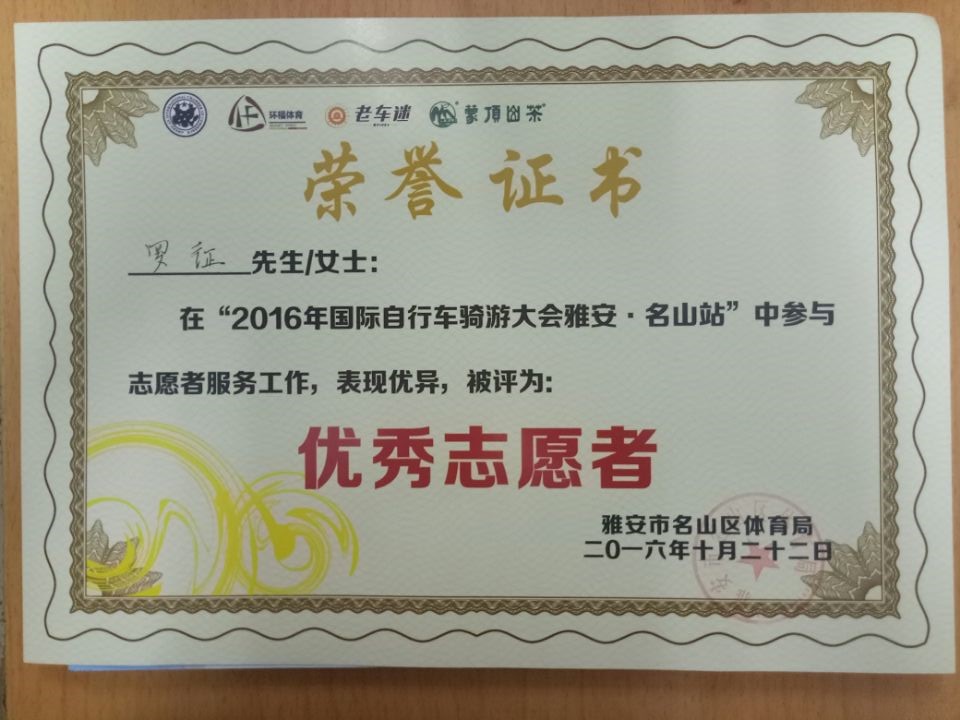 环福体育 老车迷 蒙頂山茶
荣誉证书
罗 征 先生/女士：
在“2016年国际自行车骑游大会雅安·名山站”中参与
志愿者服务工作，表现优异，被评为：
优秀志愿者
雅安市名山区体育局
二〇一六年十月二十二日